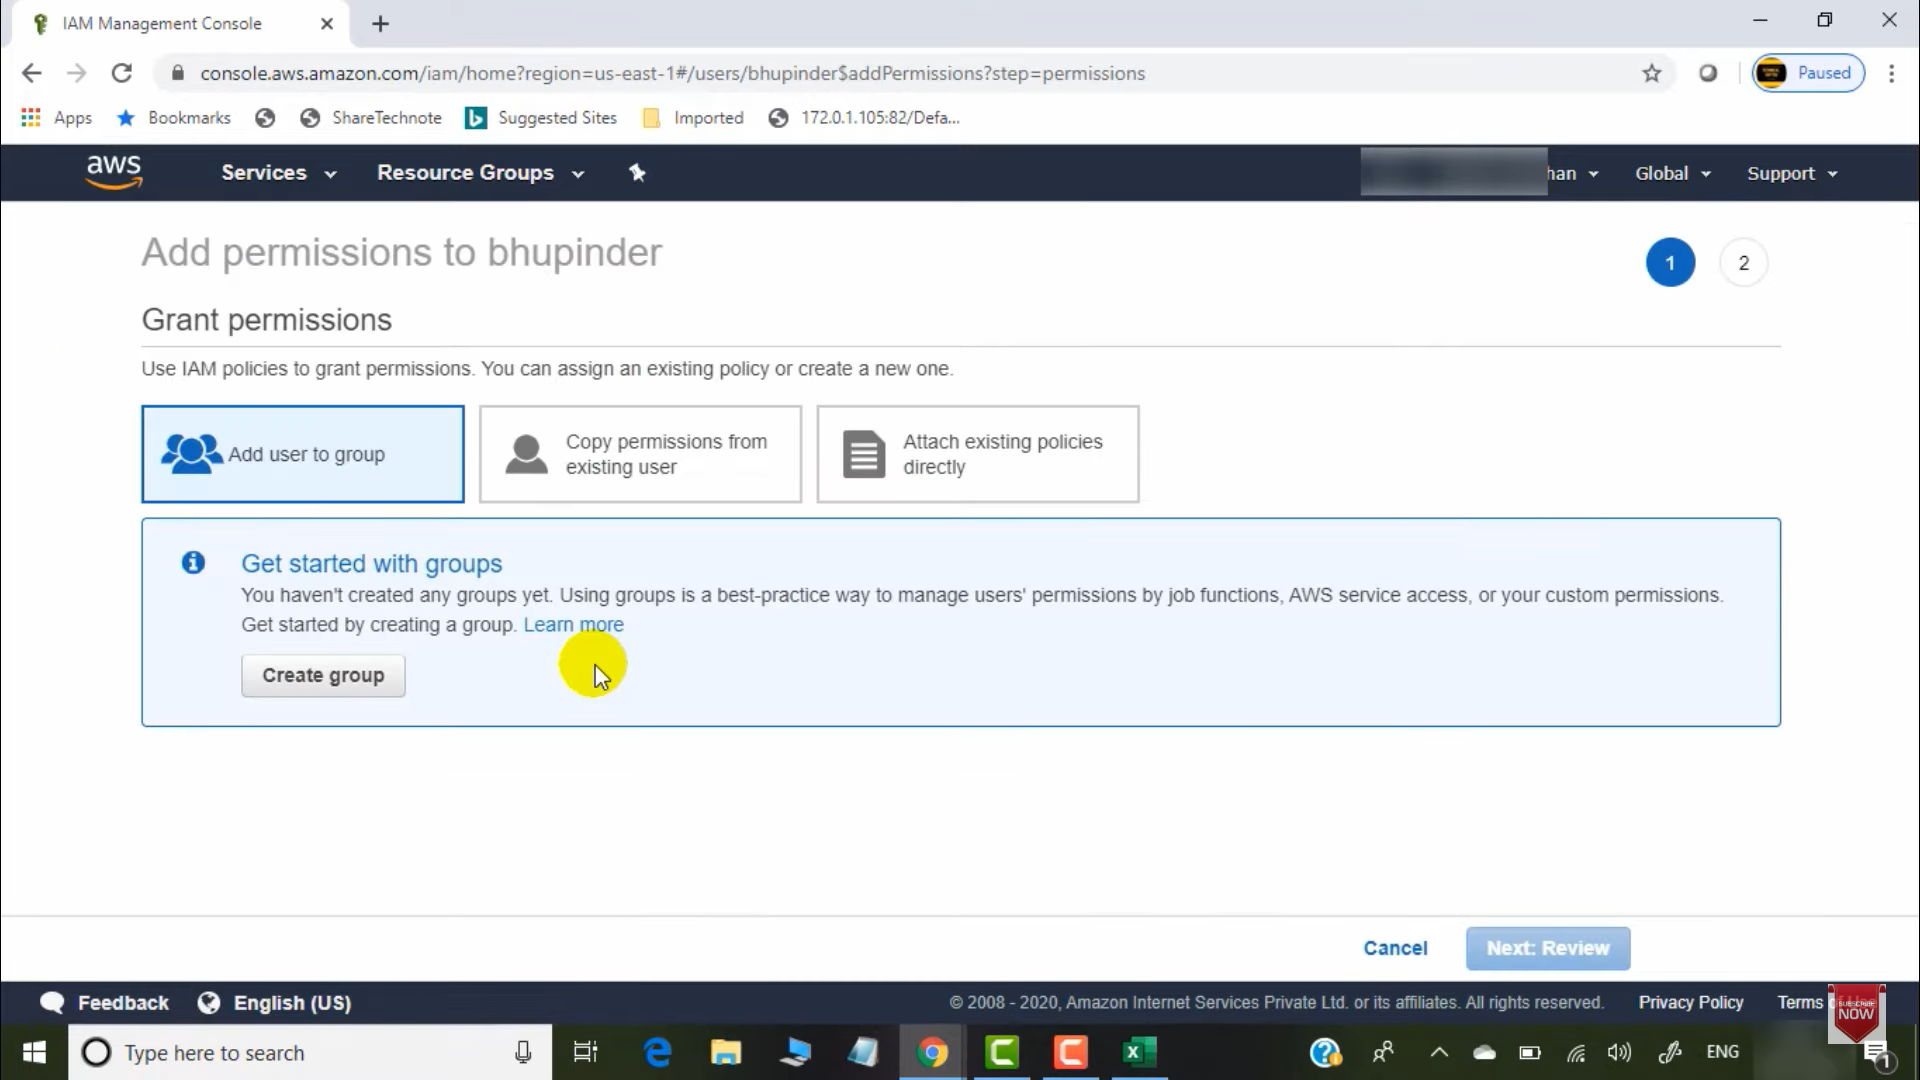 IAM Management Console
console.aws.amazon.com/iam/home?region=us-east-1#/users/bhupinder$addPermissions?step=permissions
Paused
Apps Bookmarks ShareTechnote Suggested Sites Imported 172.0.1.105:82/Defa...
aws Services Resource Groups han Global Support
Add permissions to bhupinder
1 2
Grant permissions
Use IAM policies to grant permissions. You can assign an existing policy or create a new one.
Add user to group
Copy permissions from
existing user
Attach existing policies
directly
Get started with groups
You haven't created any groups yet. Using groups is a best-practice way to manage users' permissions by job functions, AWS service access, or your custom permissions.
Get started by creating a group. Learn more
Create group
Cancel Next: Review
Feedback English (US) © 2008 - 2020, Amazon Internet Services Private Ltd. or its affiliates. All rights reserved. Privacy Policy Terms
SUBSCRIBE
NOW
Type here to search
ENG
1